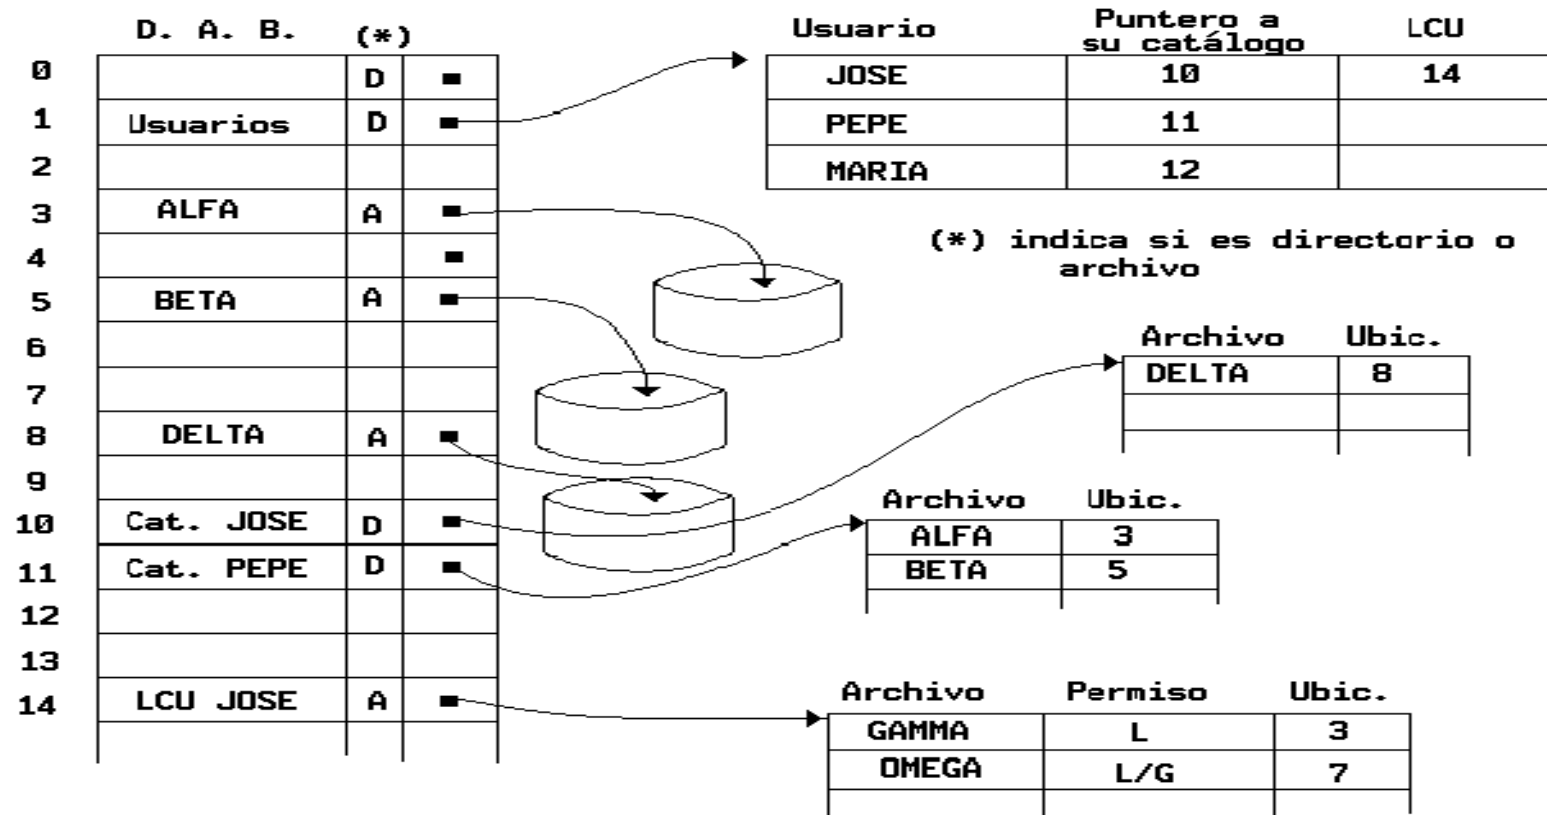 D. A. B. (*)
0 D
1 Usuarios D
2
3 ALFA A
4
5 BETA A
6
7
8 DELTA A
9
10 Cat. JOSE D
11 Cat. PEPE D
12
13
14 LCU JOSE A
Usuario Puntero a su catálogo LCU
JOSE 10 14
PEPE 11
MARIA 12
(*) indica si es directorio o
archivo
Archivo Ubic.
DELTA 8
Archivo Ubic.
ALFA 3
BETA 5
Archivo Permiso Ubic.
GAMMA L 3
OMEGA L/G 7